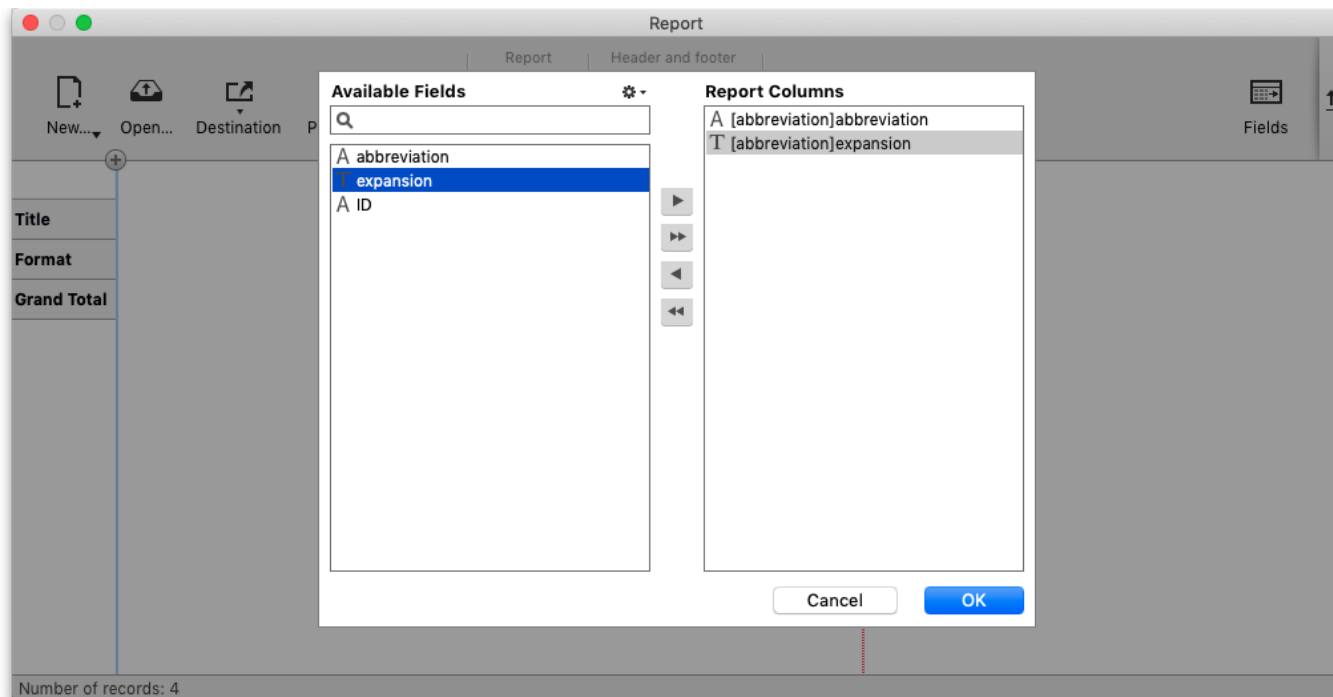 Report
Report Header and footer
New... Open... Destination P Fields
Title
Format
Grand Total
Available Fields
A abbreviation
T expansion
A ID
Report Columns
A [abbreviation]abbreviation
T [abbreviation]expansion
Cancel OK
Number of records: 4